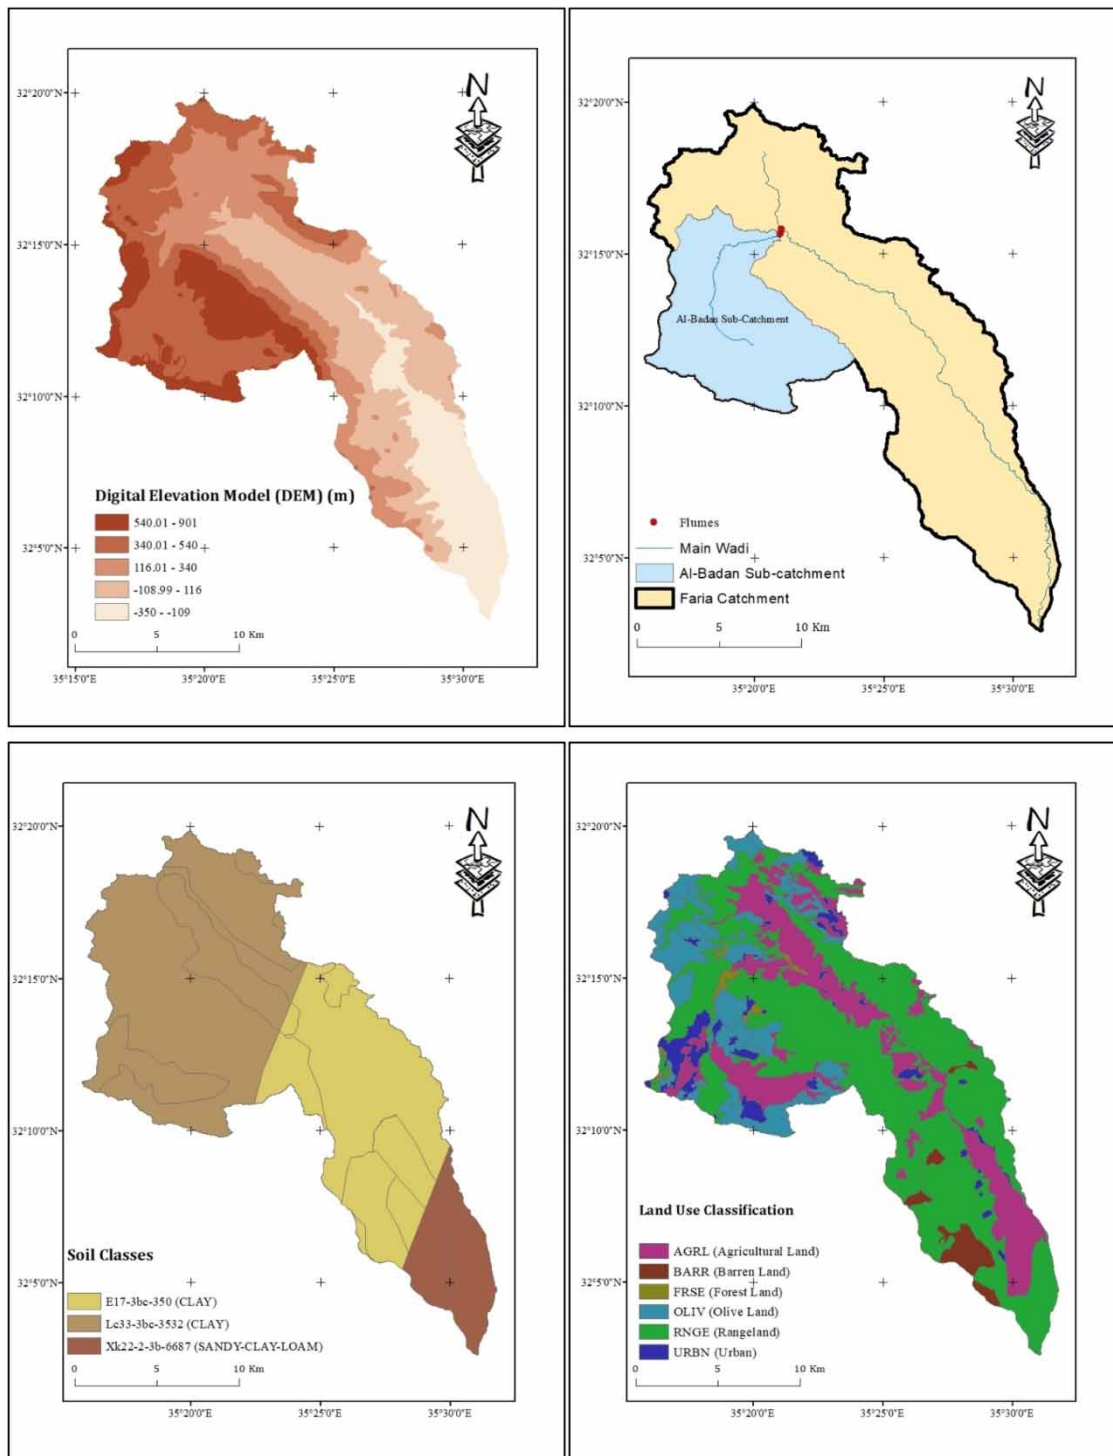 N
32°20'0"N
32°15'0"N
32°10'0"N
32°5'0"N
Digital Elevation Model (DEM) (m)
540.01 - 901
340.01 - 540
116.01 - 340
-108.99 - 116
-350 - -109
0 5 10 Km
35°15'0"E 35°20'0"E 35°25'0"E 35°30'0"E
N
32°20'0"N
32°15'0"N
Al-Badan Sub-Catchment
32°10'0"N
32°5'0"N
Flumes
Main Wadi
Al-Badan Sub-catchment
Faria Catchment
0 5 10 Km
35°20'0"E 35°25'0"E 35°30'0"E
N
32°20'0"N
32°15'0"N
32°10'0"N
32°5'0"N
Soil Classes
E17-3bc-350 (CLAY)
Lc33-3bc-3532 (CLAY)
Xk22-2-3b-6687 (SANDY-CLAY-LOAM)
0 5 10 Km
35°20'0"E 35°25'0"E 35°30'0"E
N
32°20'0"N
32°15'0"N
32°10'0"N
32°5'0"N
Land Use Classification
AGRL (Agricultural Land)
BARR (Barren Land)
FRSE (Forest Land)
OLIV (Olive Land)
RNGE (Rangeland)
URBN (Urban)
0 5 10 Km
35°20'0"E 35°25'0"E 35°30'0"E